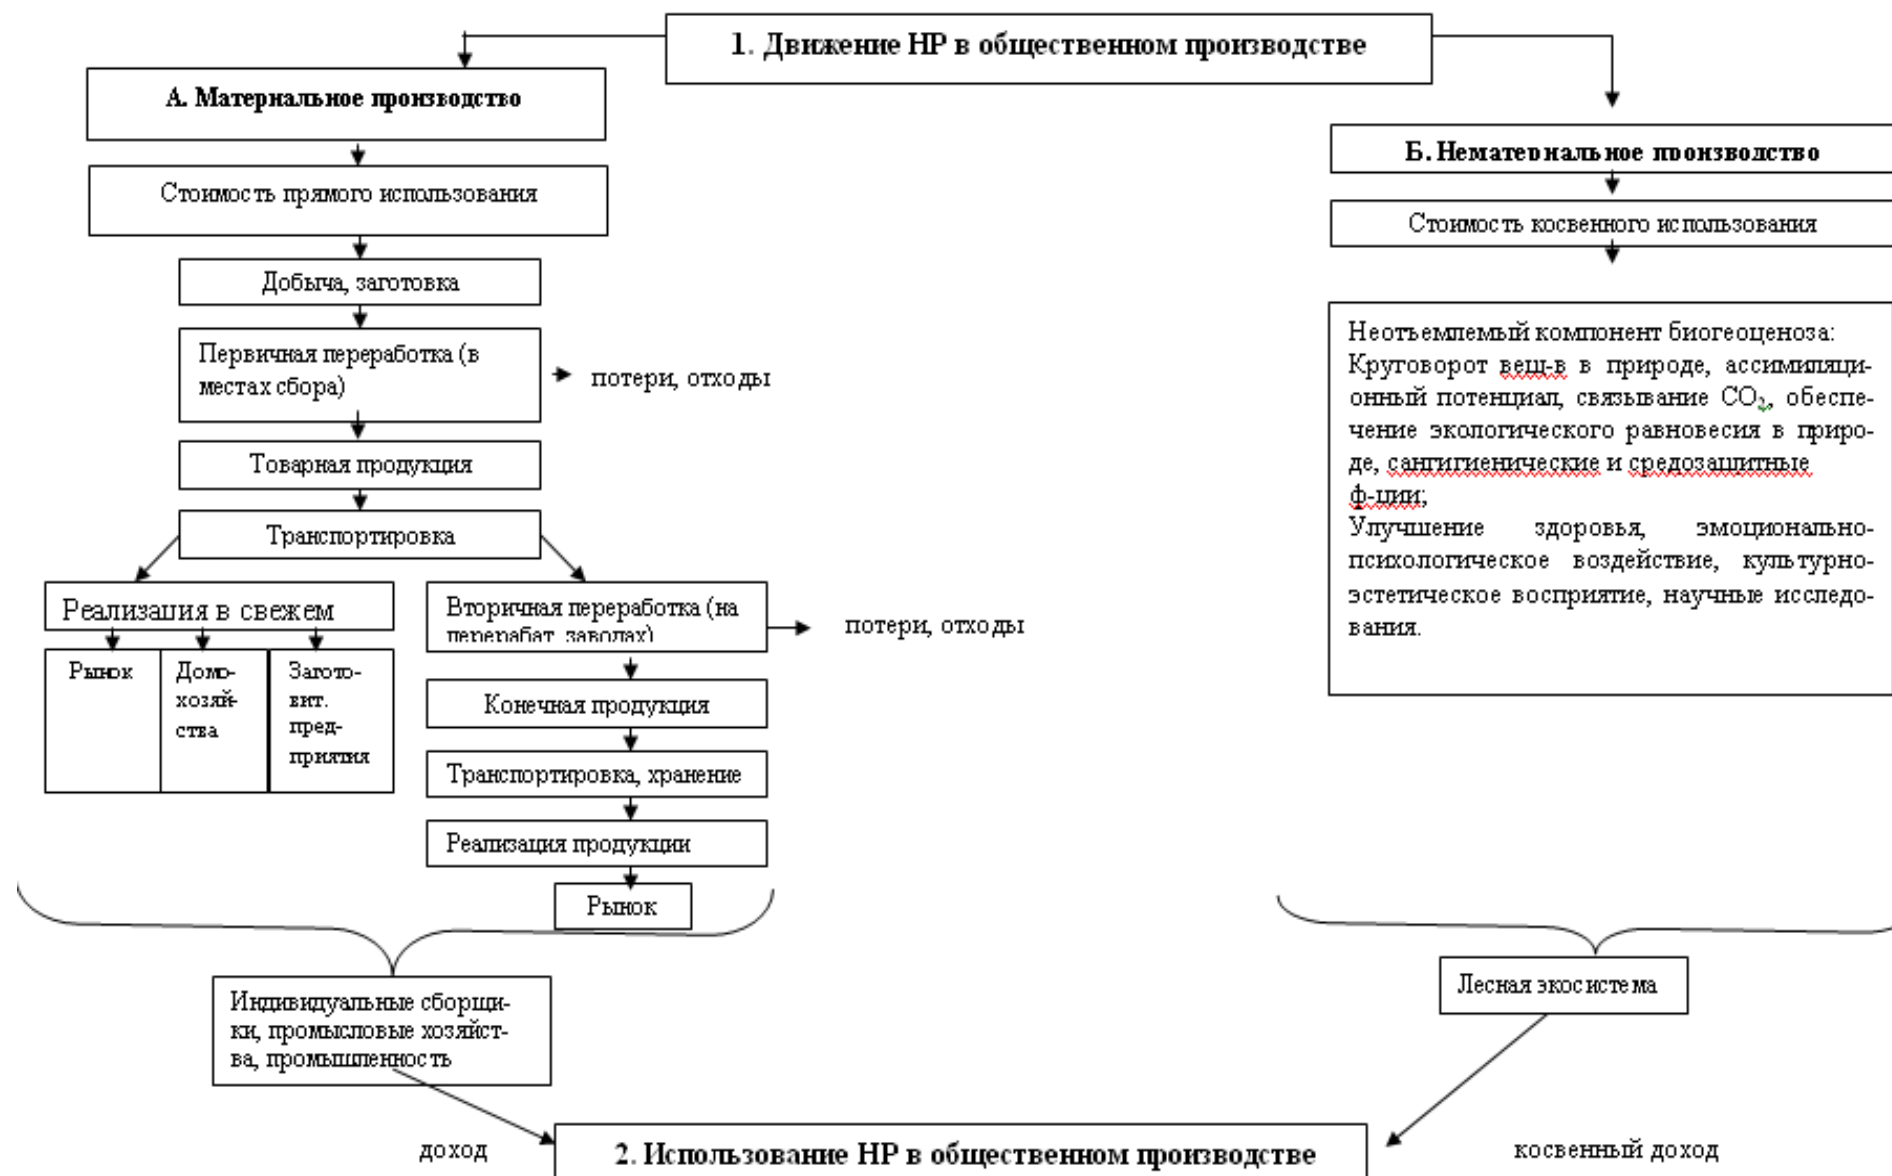 1. Движение НР в общественном производстве
А. Материальное производство
Стоимость прямого использования
Добыча, заготовка
Первичная переработка (в
местах сбора)
потери, отходы
Товарная продукция
Транспортировка
Реализация в свежем
Рынок
Домо-
хозяй-
ства
Загото-
вит.
пред-
приятия
Вторичная переработка (на
перерабат. заводах)
потери, отходы
Конечная продукция
Транспортировка, хранение
Реализация продукции
Рынок
Индивидуальные сборщи-
ки, промысловые хозяйст-
ва, промышленность
доход
Б. Нематериальное производство
Стоимость косвенного использования
Неотъемлемый компонент биогеоценоза:
Круговорот вещ-в в природе, ассимиляци-
онный потенциал, связывание СО₂, обеспе-
чение экологического равновесия в приро-
де, сангигиенические и средозащитные
ф-ции;
Улучшение здоровья, эмоционально-
психологическое воздействие, культурно-
эстетическое восприятие, научные исследо-
вания.
Лесная экосистема
косвенный доход
2. Использование НР в общественном производстве